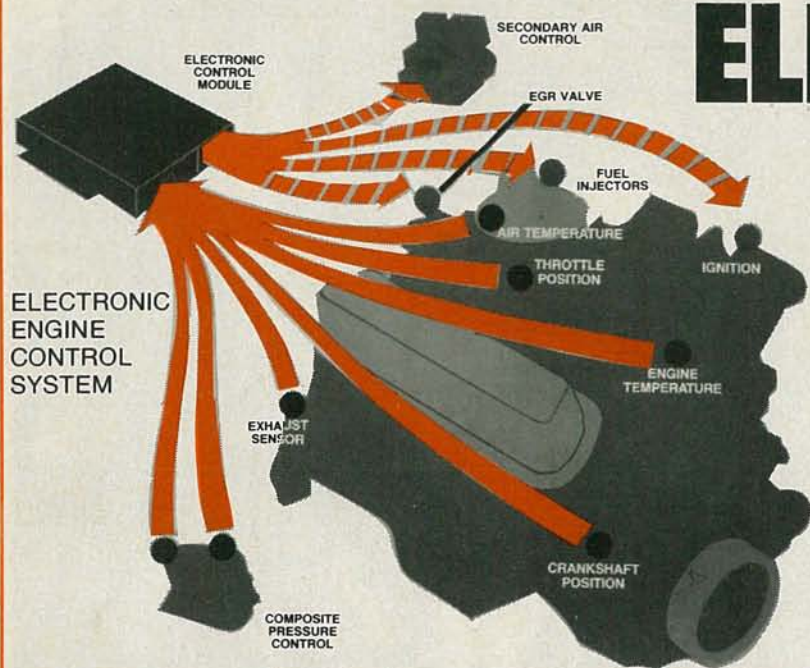 SECONDARY AIR
CONTROL
ELECTRONIC
CONTROL
MODULE
EGR VALVE
FUEL
INJECTORS
AIR TEMPERATURE
THROTTLE
POSITION
IGNITION
ELECTRONIC
ENGINE
CONTROL
SYSTEM
ENGINE
TEMPERATURE
EXHAUST
SENSOR
CRANKSHAFT
POSITION
COMPOSITE
PRESSURE
CONTROL